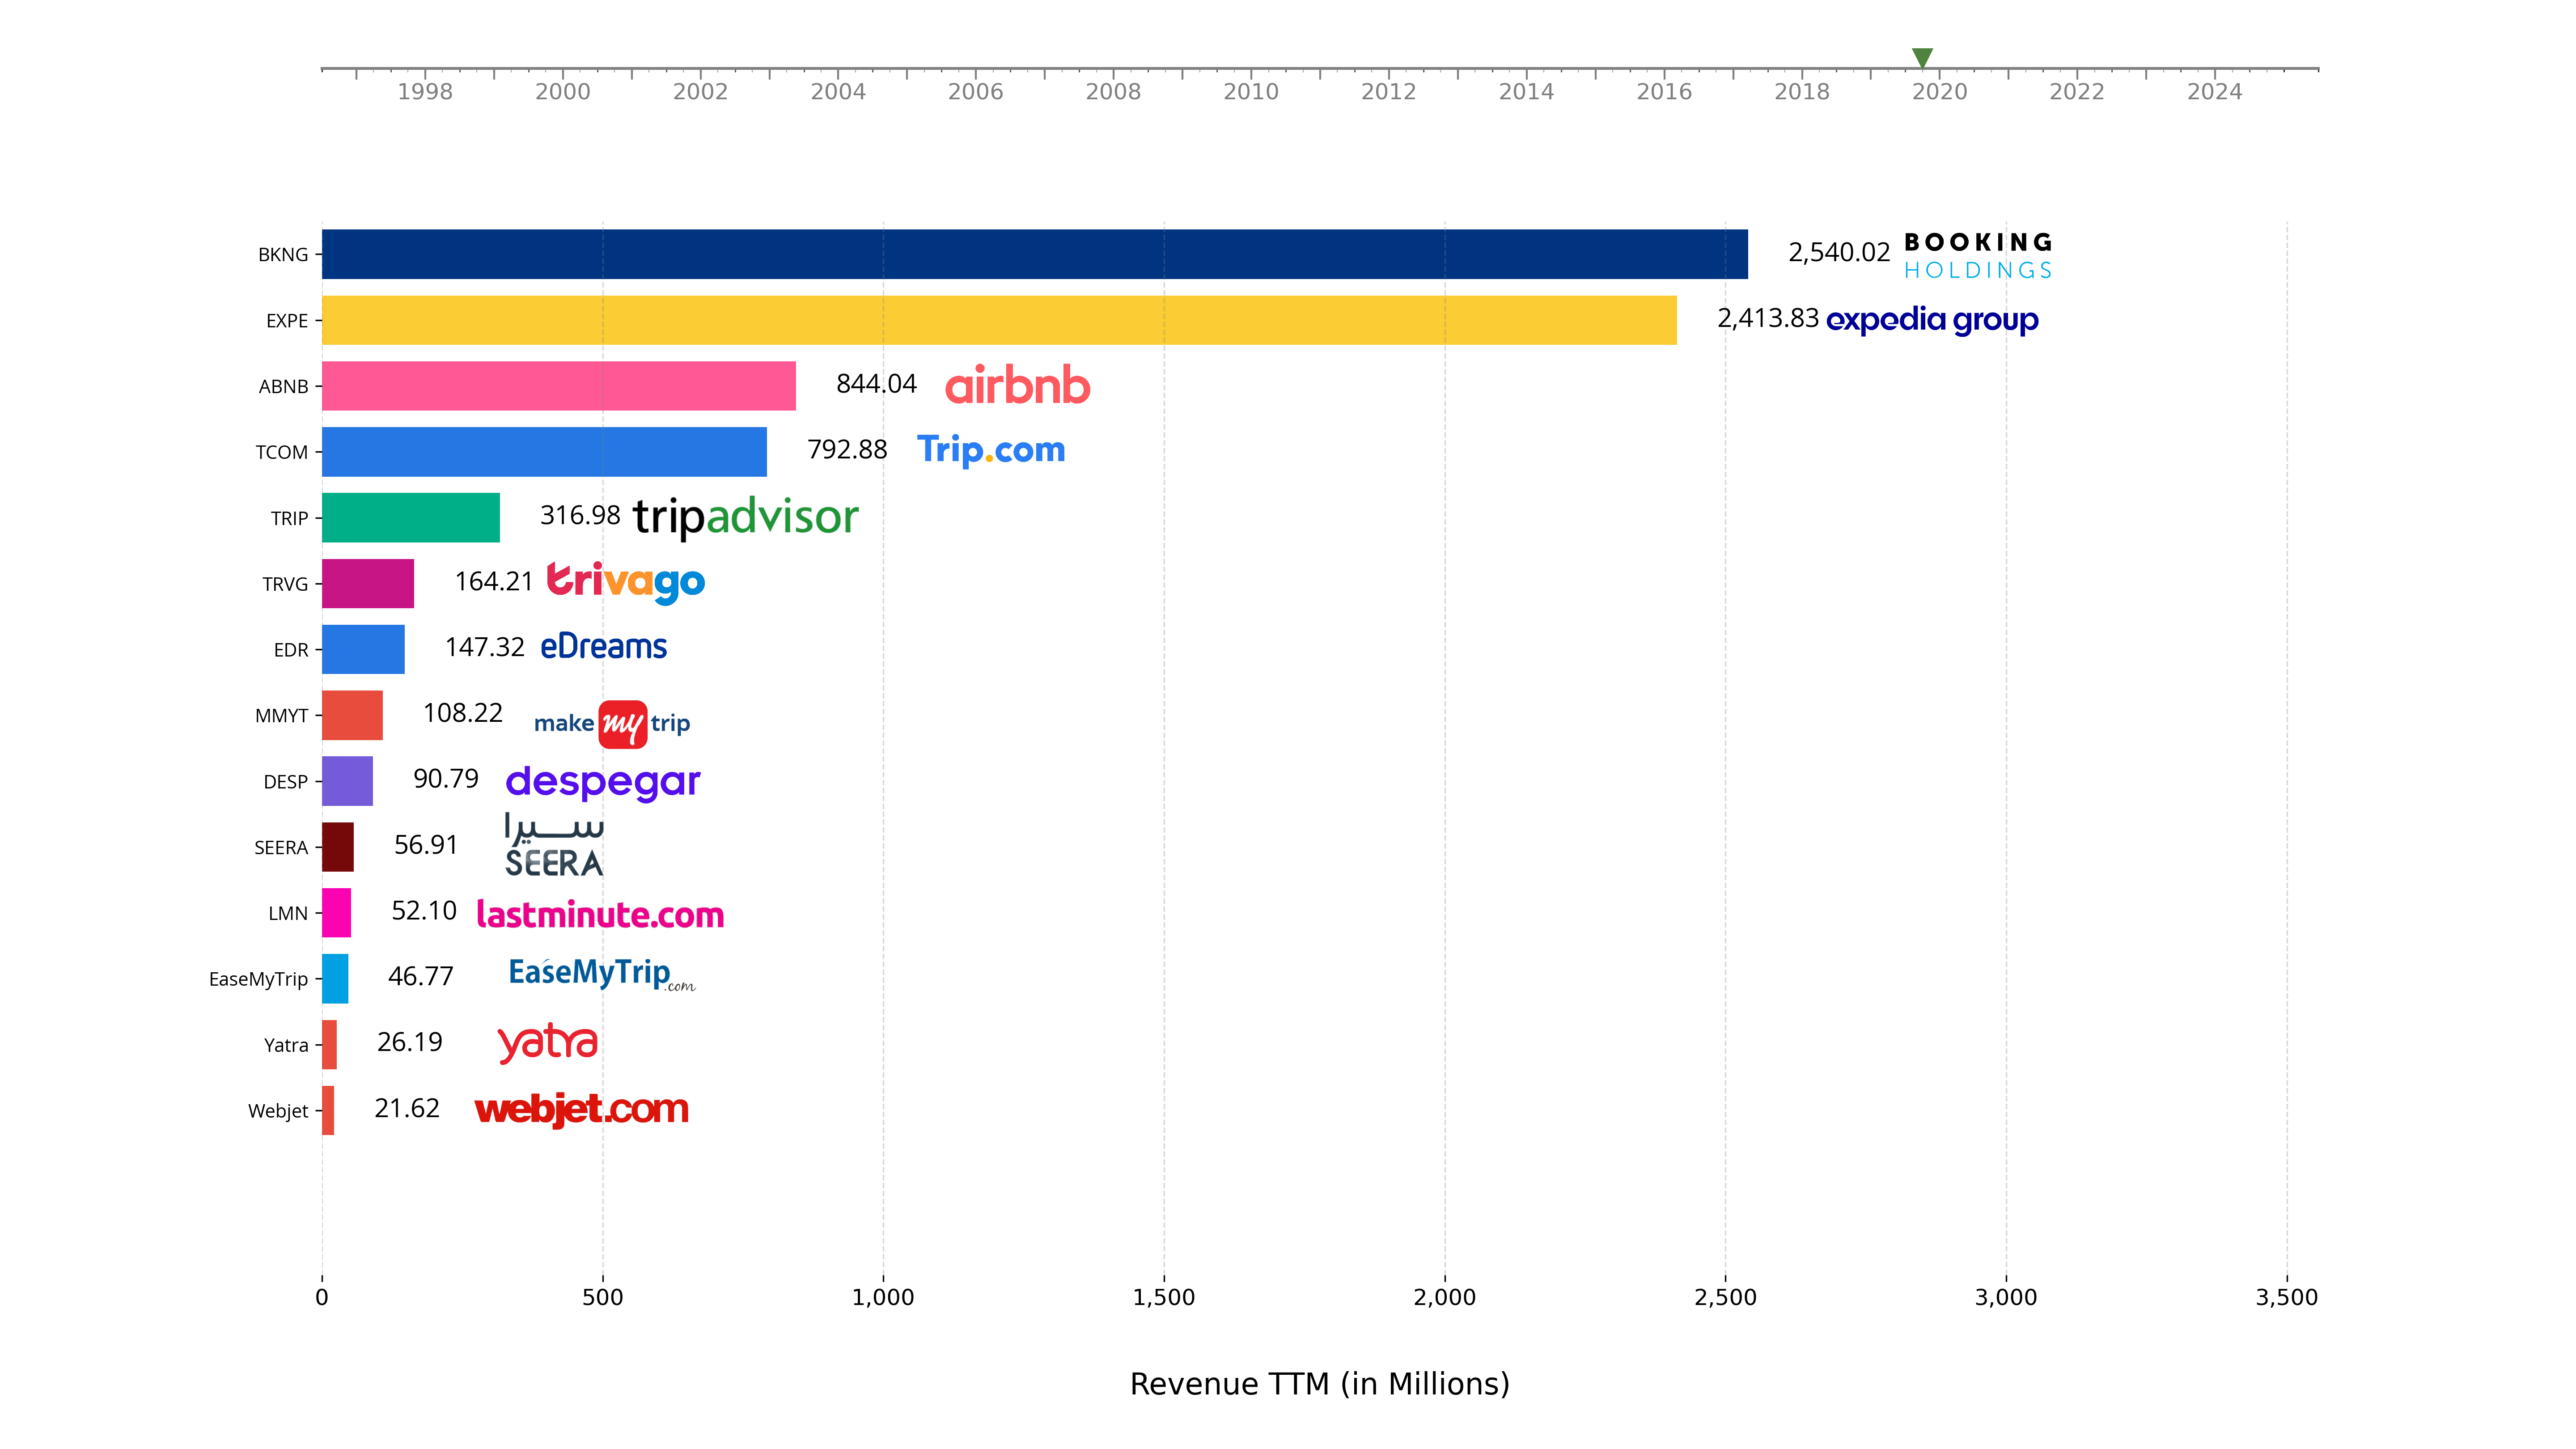 1998 2000 2002 2004 2006 2008 2010 2012 2014 2016 2018 2020 2022 2024
BKNG 2,540.02 BOOKING
HOLDINGS
EXPE 2,413.83 expedia group
ABNB 844.04 airbnb
TCOM 792.88 Trip.com
TRIP 316.98 tripadvisor
TRVG 164.21 trivago
EDR 147.32 eDreams
MMYT 108.22 make my trip
DESP 90.79 despegar
سيرا
SEERA 56.91 SEERA
LMN 52.10 lastminute.com
EaseMyTrip 46.77 EaseMyTrip.com
Yatra 26.19 yatra
Webjet 21.62 webjet.com
0 500 1,000 1,500 2,000 2,500 3,000 3,500
Revenue TTM (in Millions)